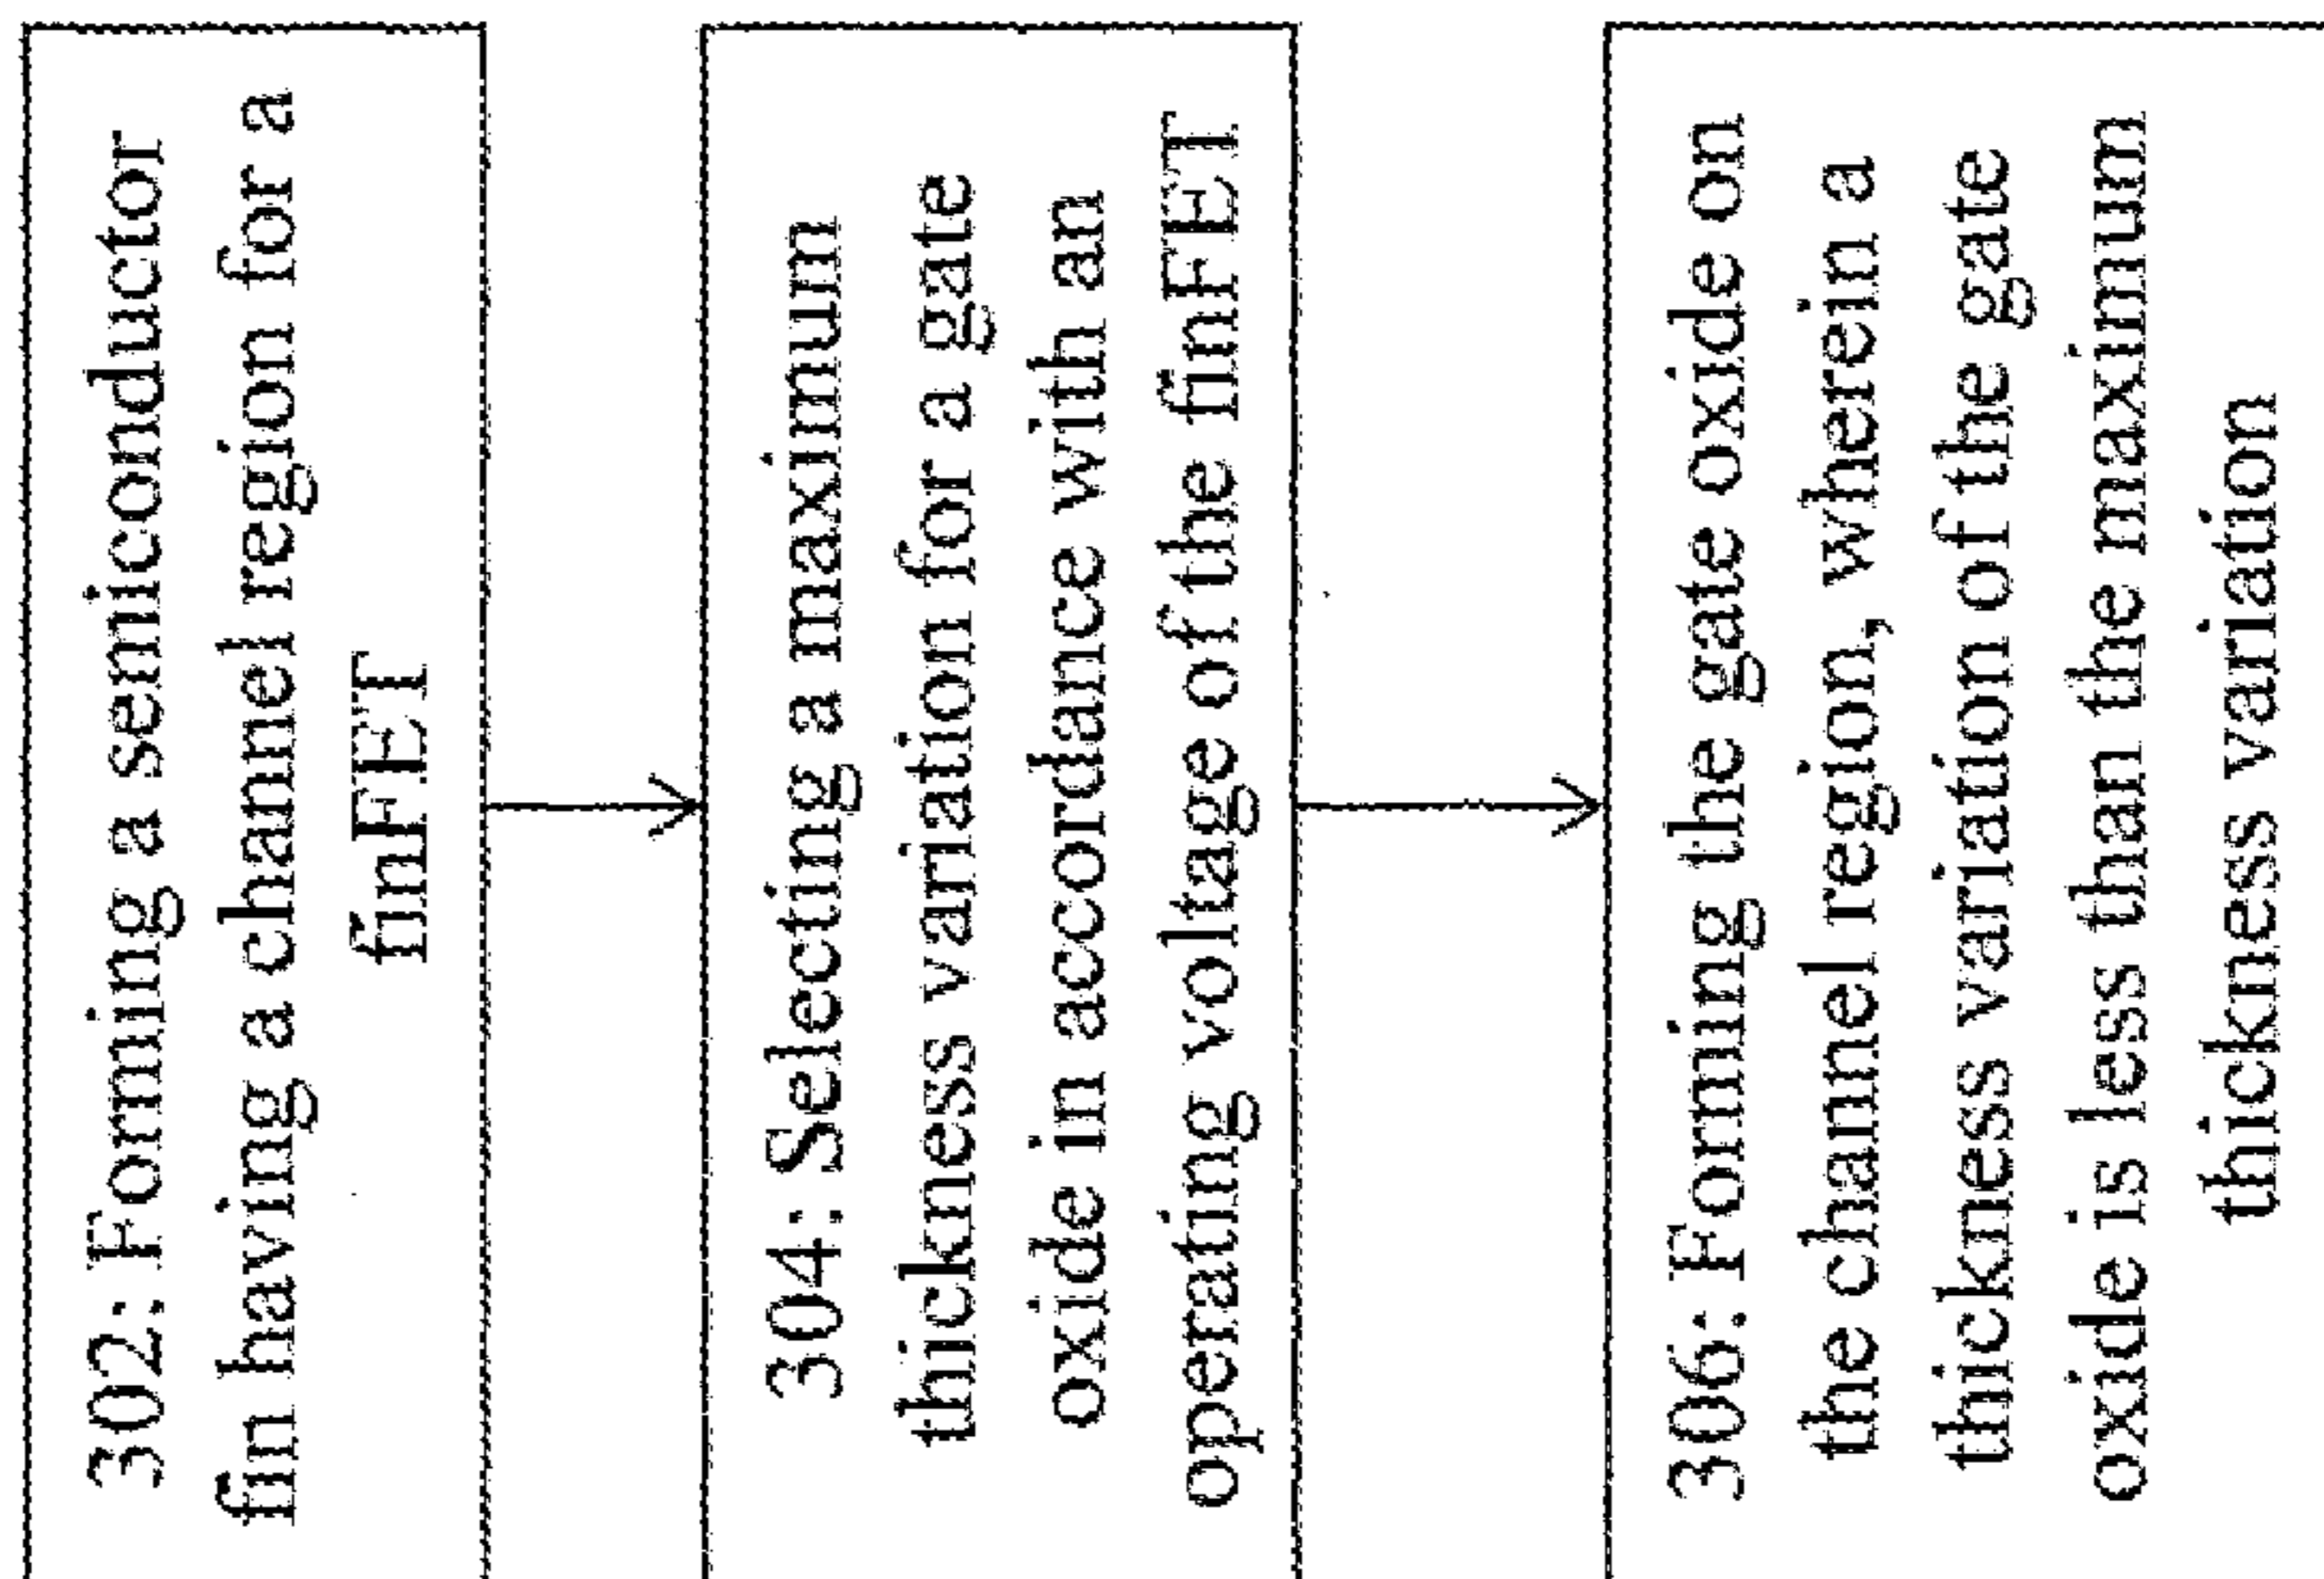 302: Forming a semiconductor
fin having a channel region for a
finFET
304: Selecting a maximum
thickness variation for a gate
oxide in accordance with an
operating voltage of the finFET
306: Forming the gate oxide on
the channel region, wherein a
thickness variation of the gate
oxide is less than the maximum
thickness variation